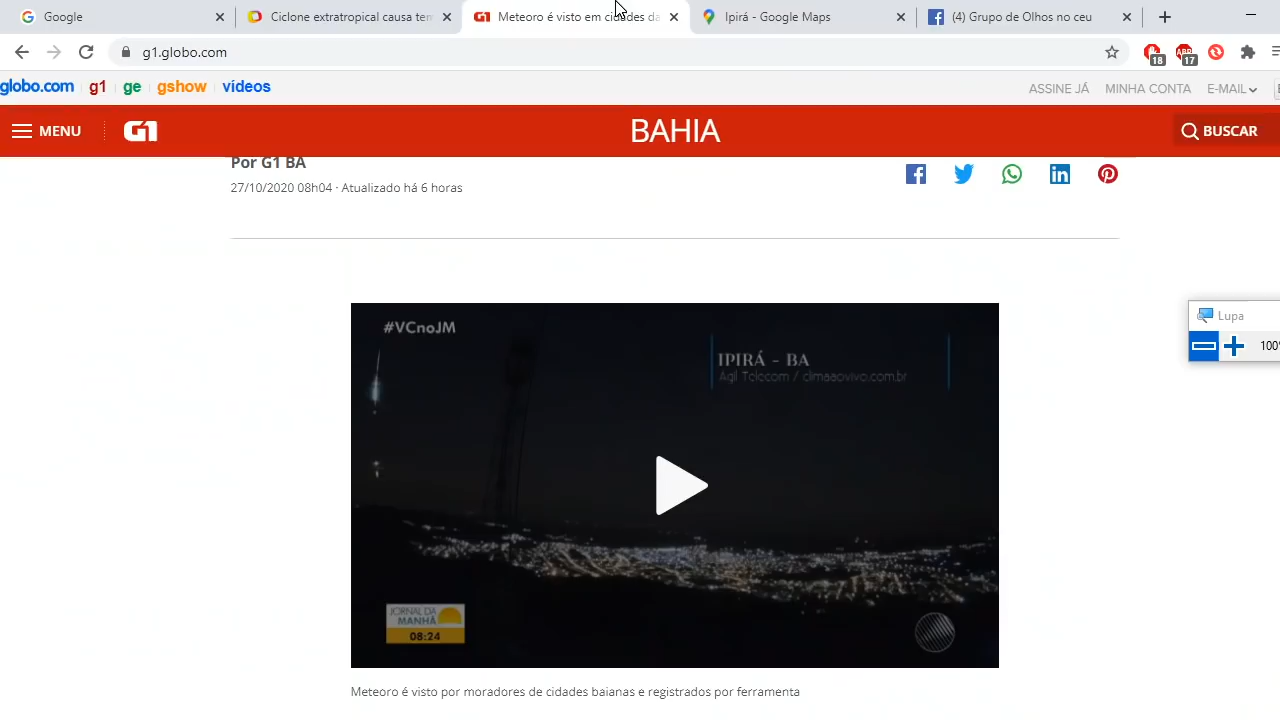 Google
Ciclone extratropical causa tem
Meteoro é visto em cidades da
Ipirá - Google Maps
(4) Grupo de Olhos no ceu
g1.globo.com
18
ABP
17
globo.com g1 ge gshow vídeos
ASSINE JÁ MINHA CONTA E-MAIL
MENU
G1
BAHIA
BUSCAR
Por G1 BA
27/10/2020 08h04 · Atualizado há 6 horas
#VCnoJM
IPIRÁ - BA
Agil Telecom / climaaovivo.com.br
Lupa
100%
JORNAL DA
MANHÃ
08:24
Meteoro é visto por moradores de cidades baianas e registrados por ferramenta